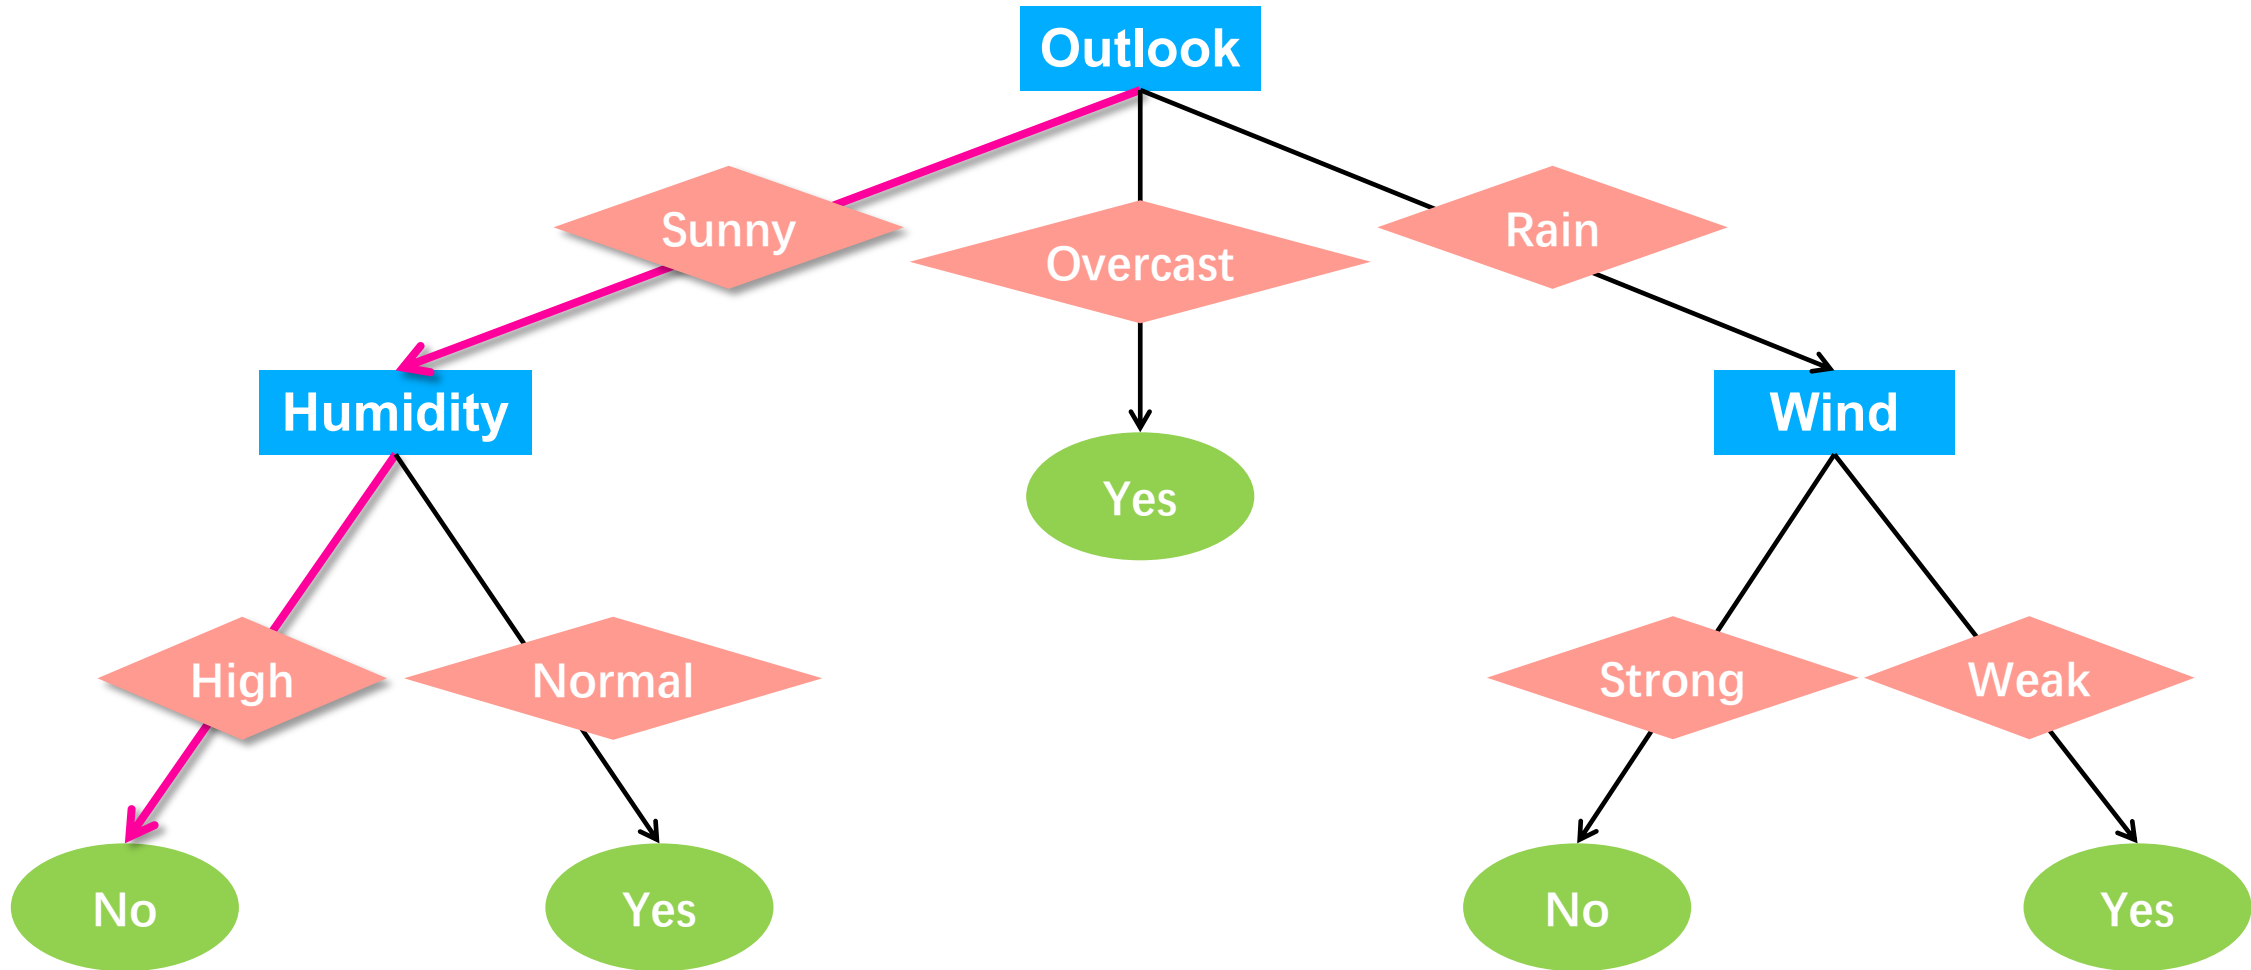 Outlook
Sunny
Overcast
Rain
Humidity
Wind
Yes
High
Normal
Strong
Weak
No
Yes
No
Yes